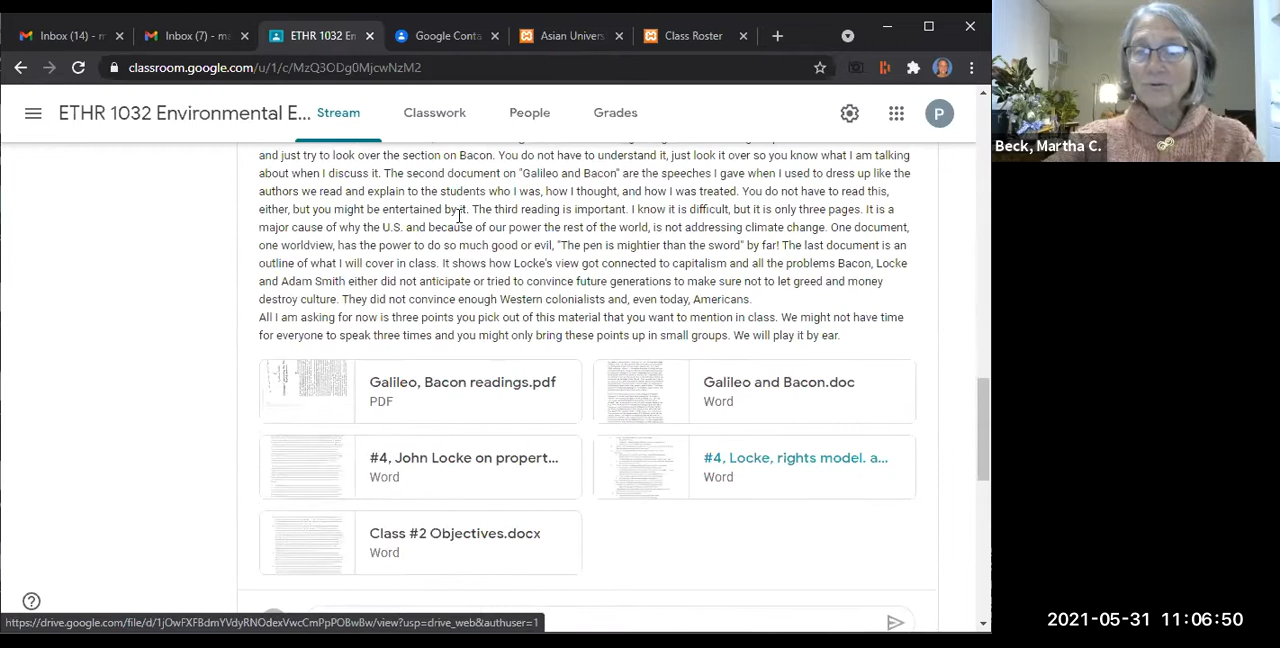 Inbox (14) - m
Inbox (7) - ma
ETHR 1032 En
Google Conta
Asian Univers
Class Roster
classroom.google.com/u/1/c/MzQ3ODg0MjcwNzM2
ETHR 1032 Environmental E... Stream Classwork People Grades
P
and just try to look over the section on Bacon. You do not have to understand it, just look it over so you know what I am talking
about when I discuss it. The second document on "Galileo and Bacon" are the speeches I gave when I used to dress up like the
authors we read and explain to the students who I was, how I thought, and how I was treated. You do not have to read this,
either, but you might be entertained by it. The third reading is important. I know it is difficult, but it is only three pages. It is a
major cause of why the U.S. and because of our power the rest of the world, is not addressing climate change. One document,
one worldview, has the power to do so much good or evil, "The pen is mightier than the sword" by far! The last document is an
outline of what I will cover in class. It shows how Locke's view got connected to capitalism and all the problems Bacon, Locke
and Adam Smith either did not anticipate or tried to convince future generations to make sure not to let greed and money
destroy culture. They did not convince enough Western colonialists and, even today, Americans.
All I am asking for now is three points you pick out of this material that you want to mention in class. We might not have time
for everyone to speak three times and you might only bring these points up in small groups. We will play it by ear.
Galileo, Bacon readings.pdf
PDF
Galileo and Bacon.doc
Word
#4, John Locke on propert...
Word
#4, Locke, rights model. a...
Word
Class #2 Objectives.docx
Word
Beck, Martha C.
2021-05-31 11:06:50